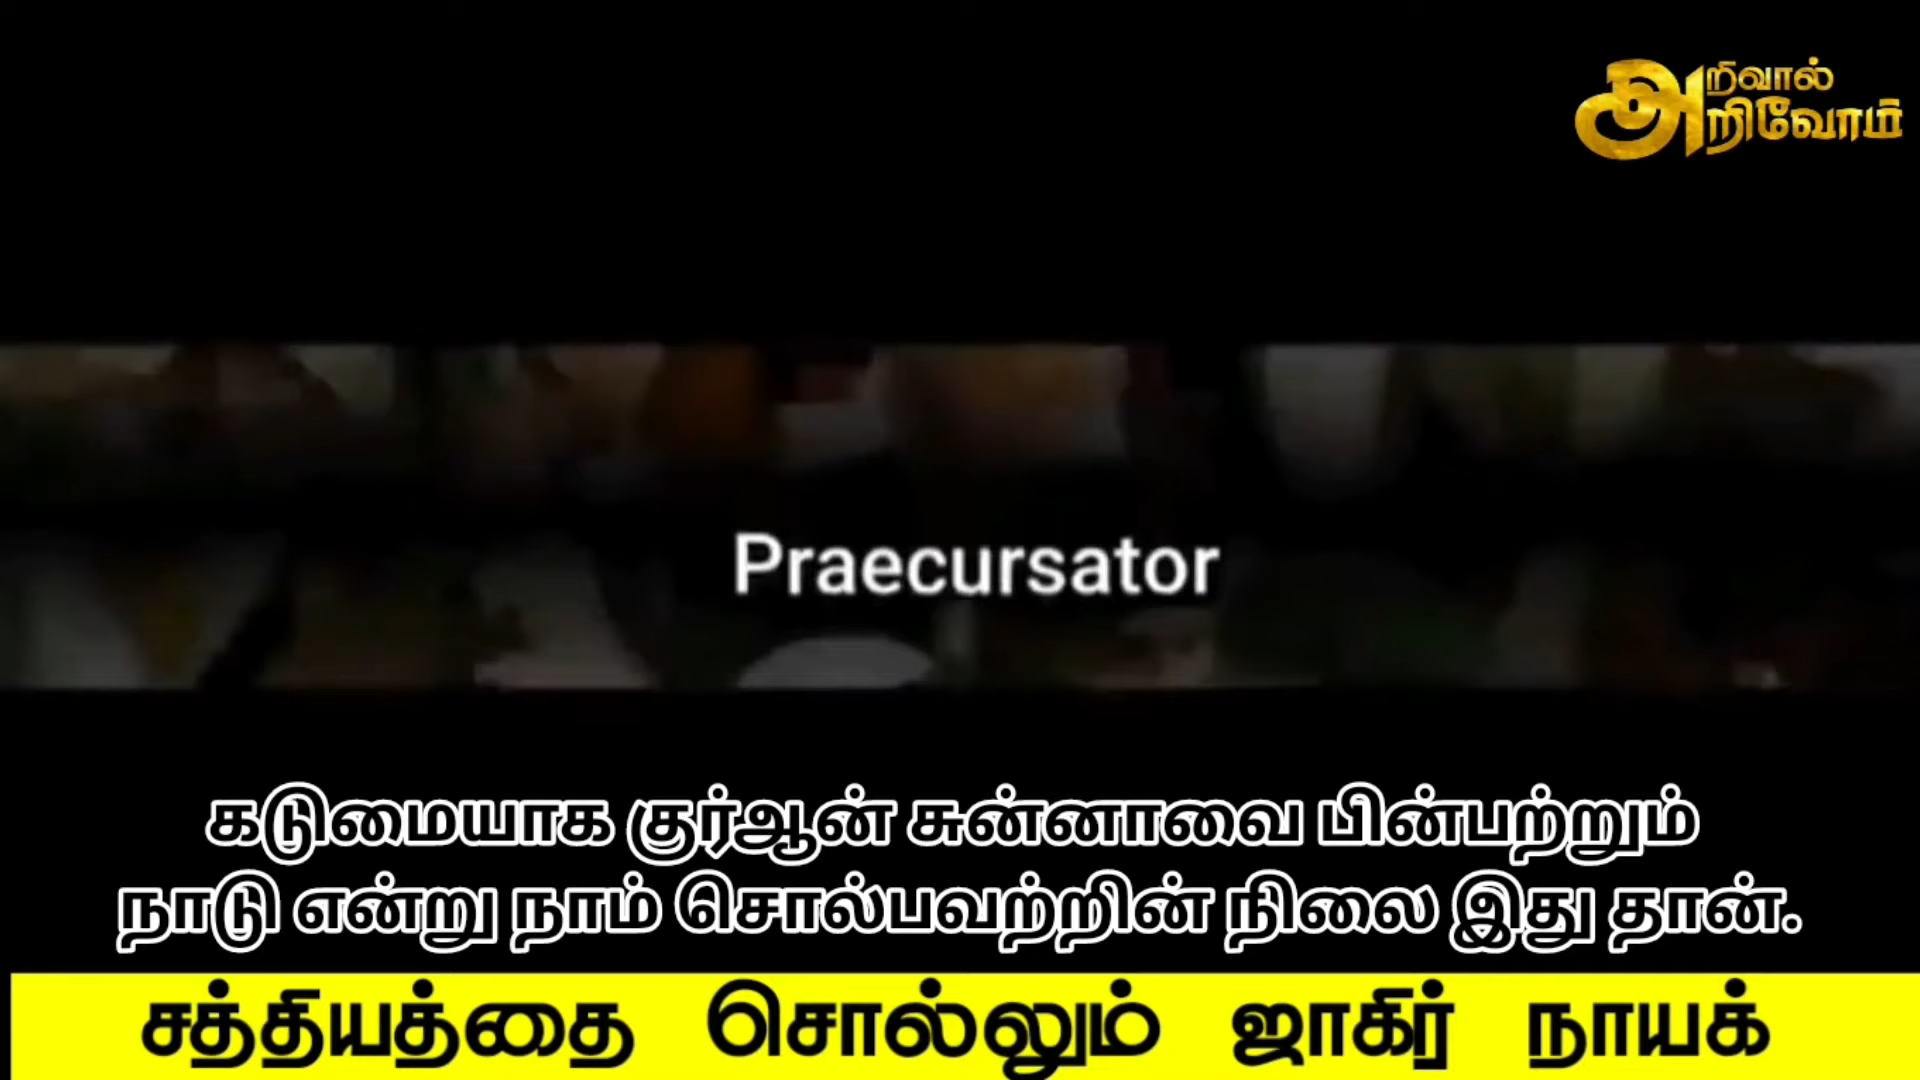 அறிவால்
அறிவோம்
Praecursator
கடுமையாக குர்ஆன் சுன்னாவை பின்பற்றும்
நாடு என்று நாம் சொல்பவற்றின் நிலை இது தான்.
சத்தியத்தை சொல்லும் ஜாகிர் நாயக்